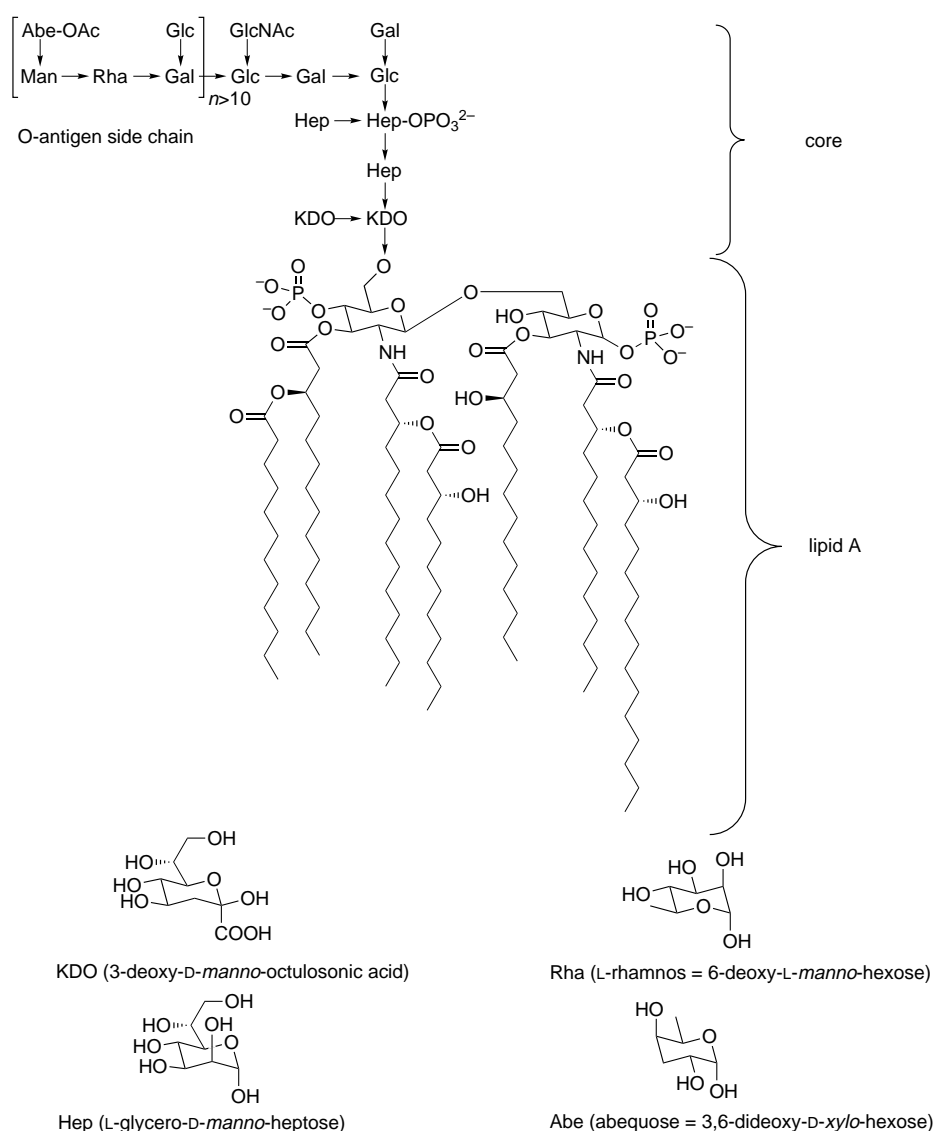 Abe-OAc Glc GlcNAc Gal
Man Rha Gal Glc Gal Glc
n>10
O-antigen side chain
Hep Hep-OPO₃²⁻
core
Hep
KDO KDO
O
O
⁻O P O
⁻O O O
O HO O O
O NH O O P O⁻
O O O NH O O⁻
O HO O
O O O O
O OH O OH
lipid A
OH
HO O
HO OH
HO
COOH
KDO (3-deoxy-D-manno-octulosonic acid)
OH
HO
HO
O
OH
Rha (L-rhamnos = 6-deoxy-L-manno-hexose)
OH
HO OH
HO O
HO
OH
Hep (L-glycero-D-manno-heptose)
HO
O
HO OH
Abe (abequose = 3,6-dideoxy-D-xylo-hexose)